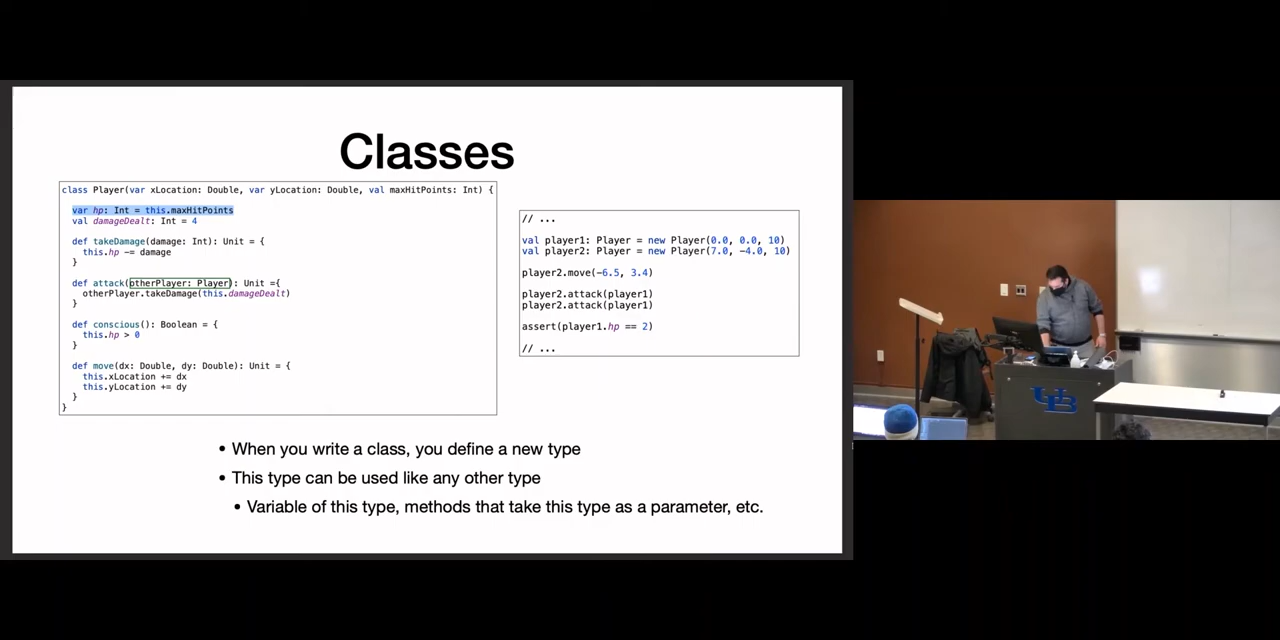 Classes
class Player(var xLocation: Double, var yLocation: Double, val maxHitPoints: Int) {
var hp: Int = this.maxHitPoints
val damageDealt: Int = 4
def takeDamage(damage: Int): Unit = {
this.hp -= damage
}
def attack(otherPlayer: Player): Unit ={
otherPlayer.takeDamage(this.damageDealt)
}
def conscious(): Boolean = {
this.hp > 0
}
def move(dx: Double, dy: Double): Unit = {
this.xLocation += dx
this.yLocation += dy
}
}
// ...
val player1: Player = new Player(0.0, 0.0, 10)
val player2: Player = new Player(7.0, -4.0, 10)
player2.move(-6.5, 3.4)
player2.attack(player1)
player2.attack(player1)
assert(player1.hp == 2)
// ...
• When you write a class, you define a new type
• This type can be used like any other type
• Variable of this type, methods that take this type as a parameter, etc.
UB